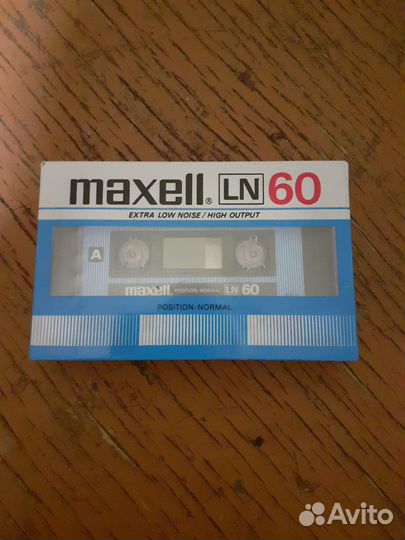 maxell® LN 60
EXTRA LOW NOISE / HIGH OUTPUT
A
maxell POSITION·NORMAL LN 60
POSITION·NORMAL
Avito